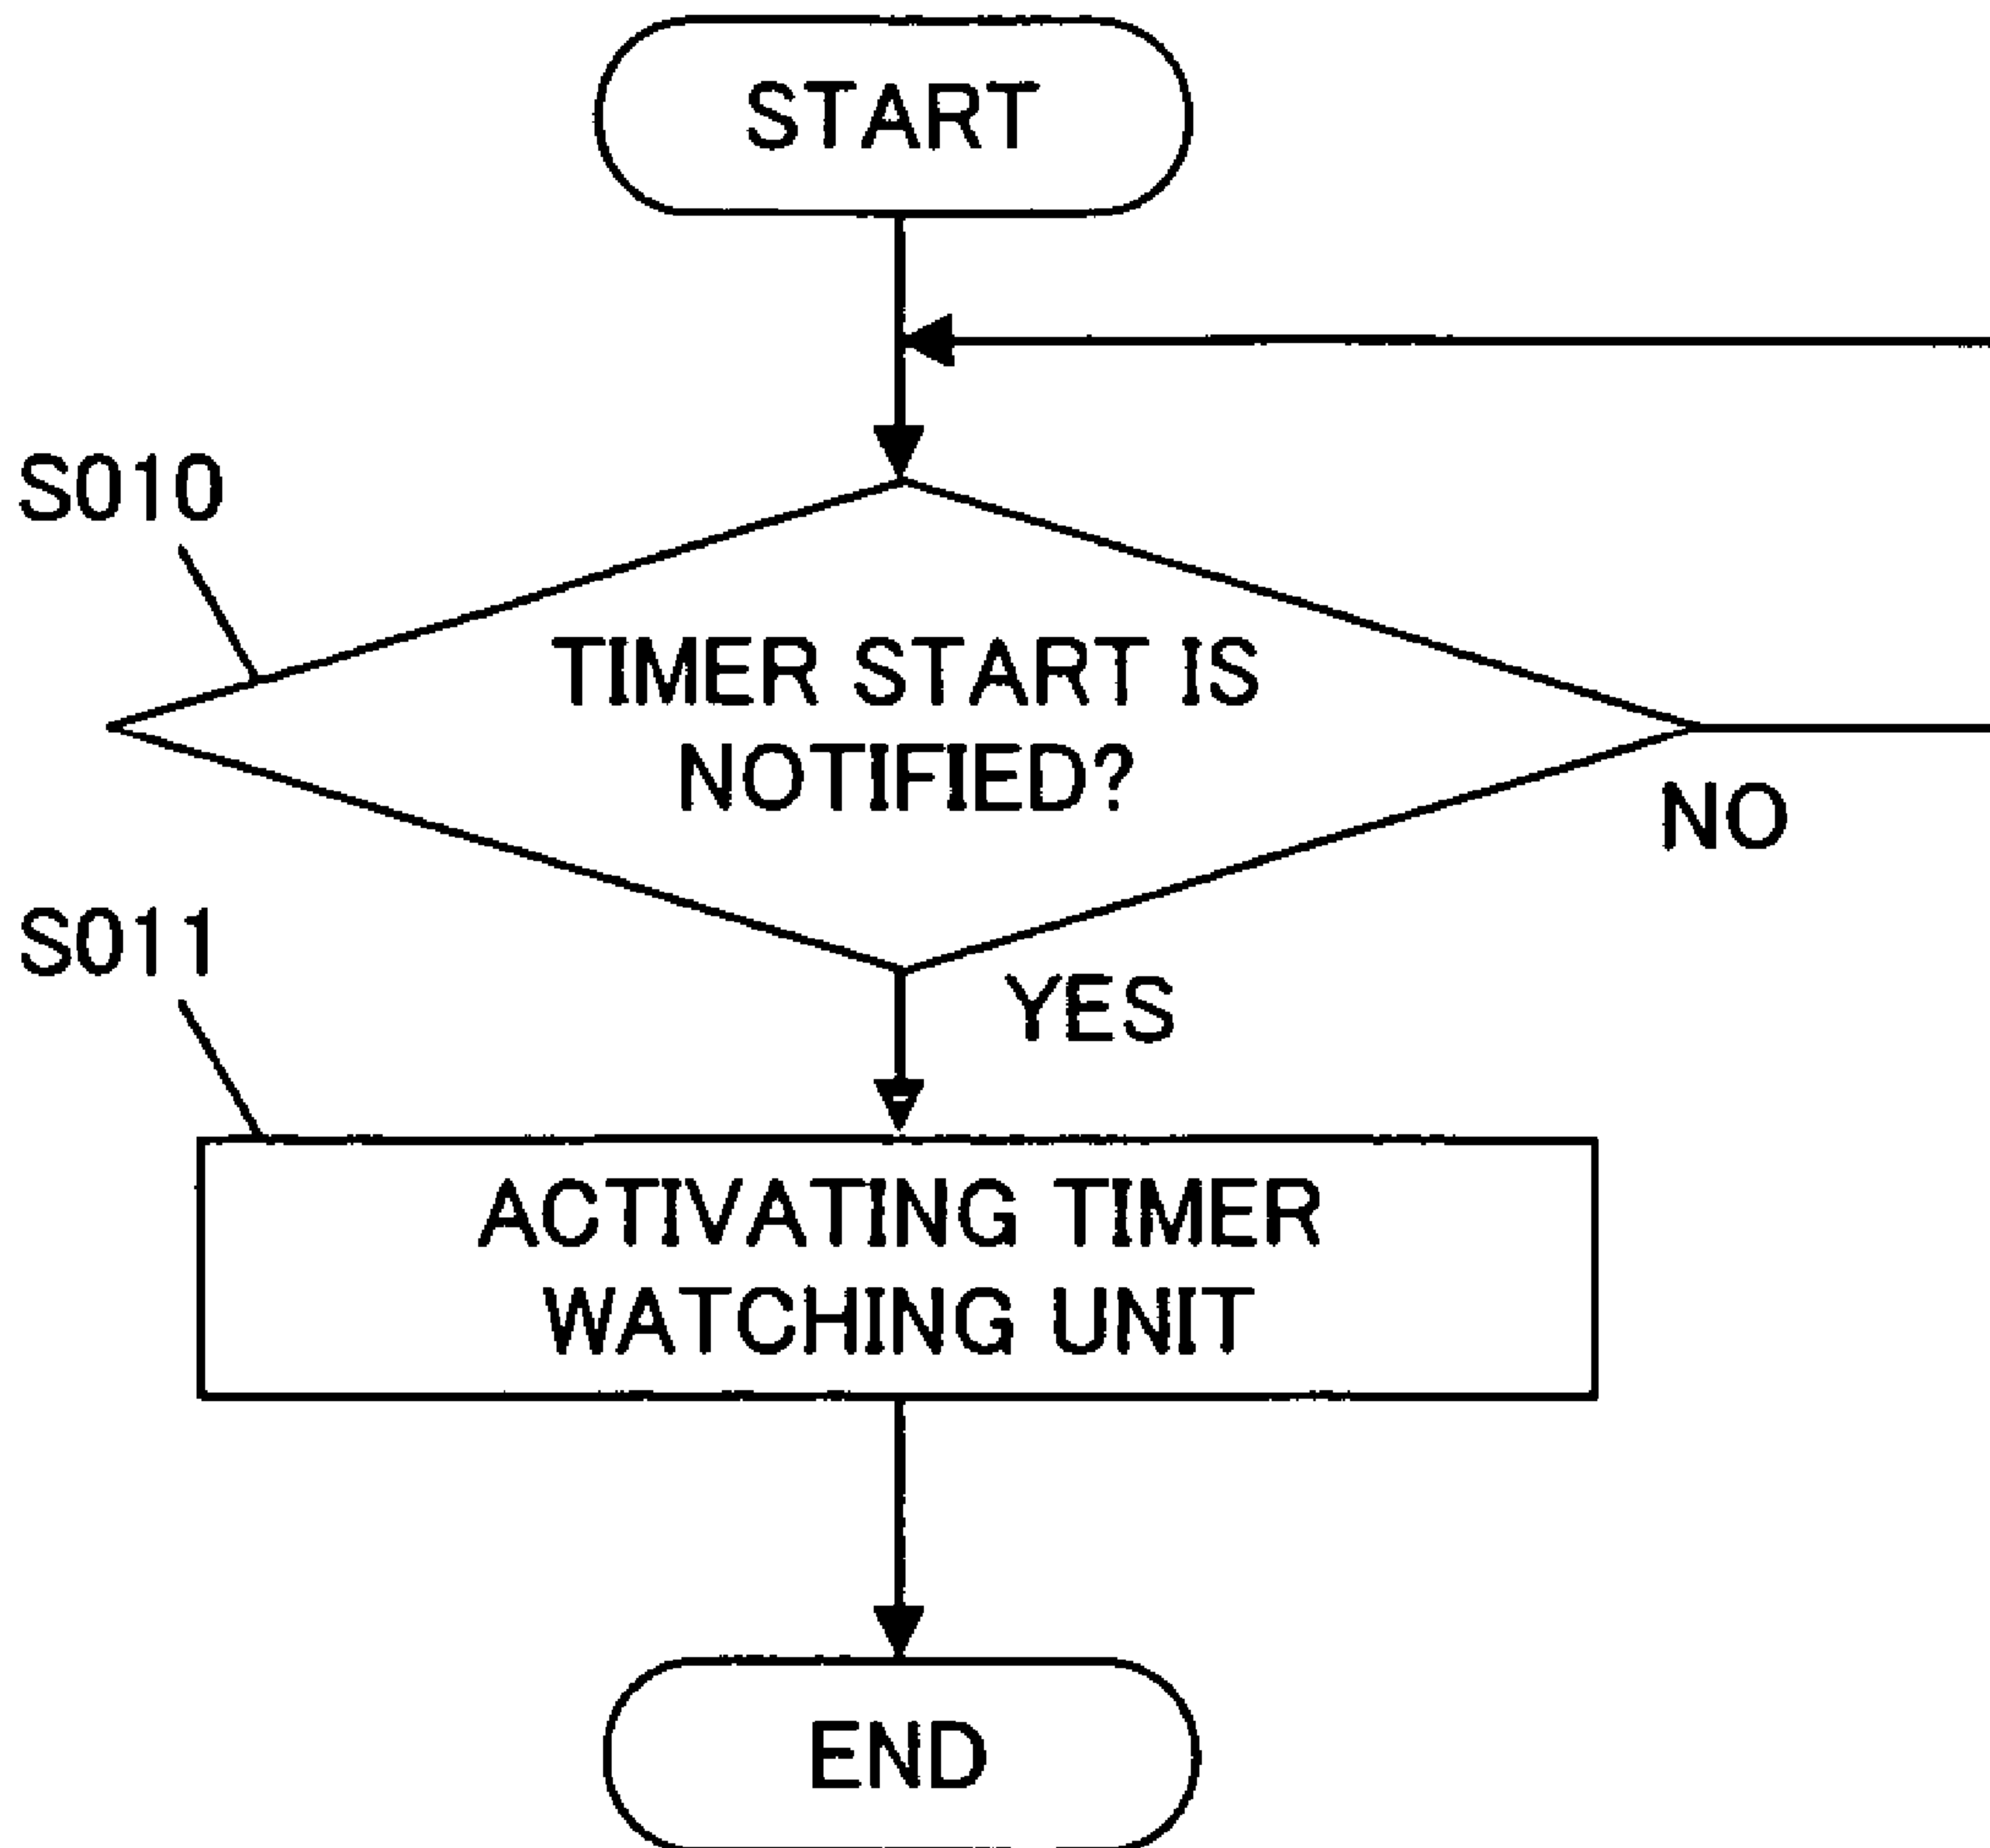 START
S010
TIMER START IS
NOTIFIED?
NO
S011
YES
ACTIVATING TIMER
WATCHING UNIT
END